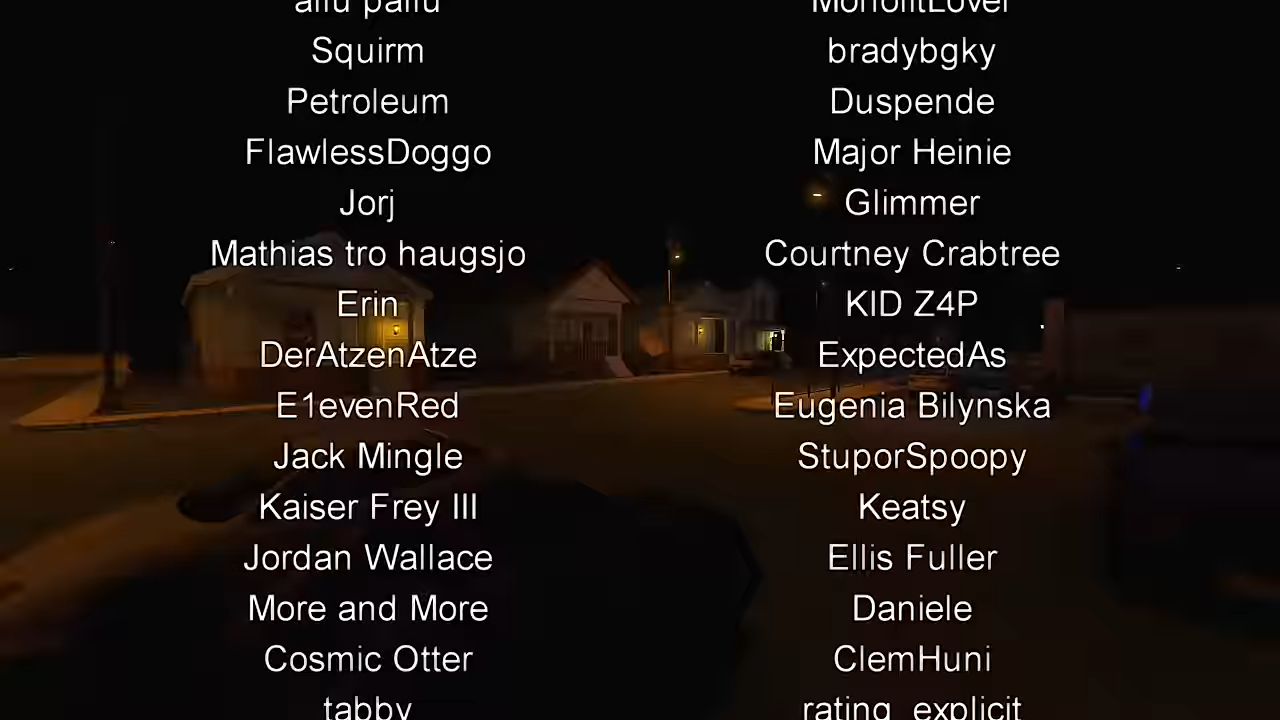 Squirm
bradybgky
Petroleum
Duspende
FlawlessDoggo
Major Heinie
Jorj
Glimmer
Mathias tro haugsjo
Courtney Crabtree
Erin
KID Z4P
DerAtzenAtze
ExpectedAs
E1evenRed
Eugenia Bilynska
Jack Mingle
StuporSpoopy
Kaiser Frey III
Keatsy
Jordan Wallace
Ellis Fuller
More and More
Daniele
Cosmic Otter
ClemHuni
tabby
rating_explicit